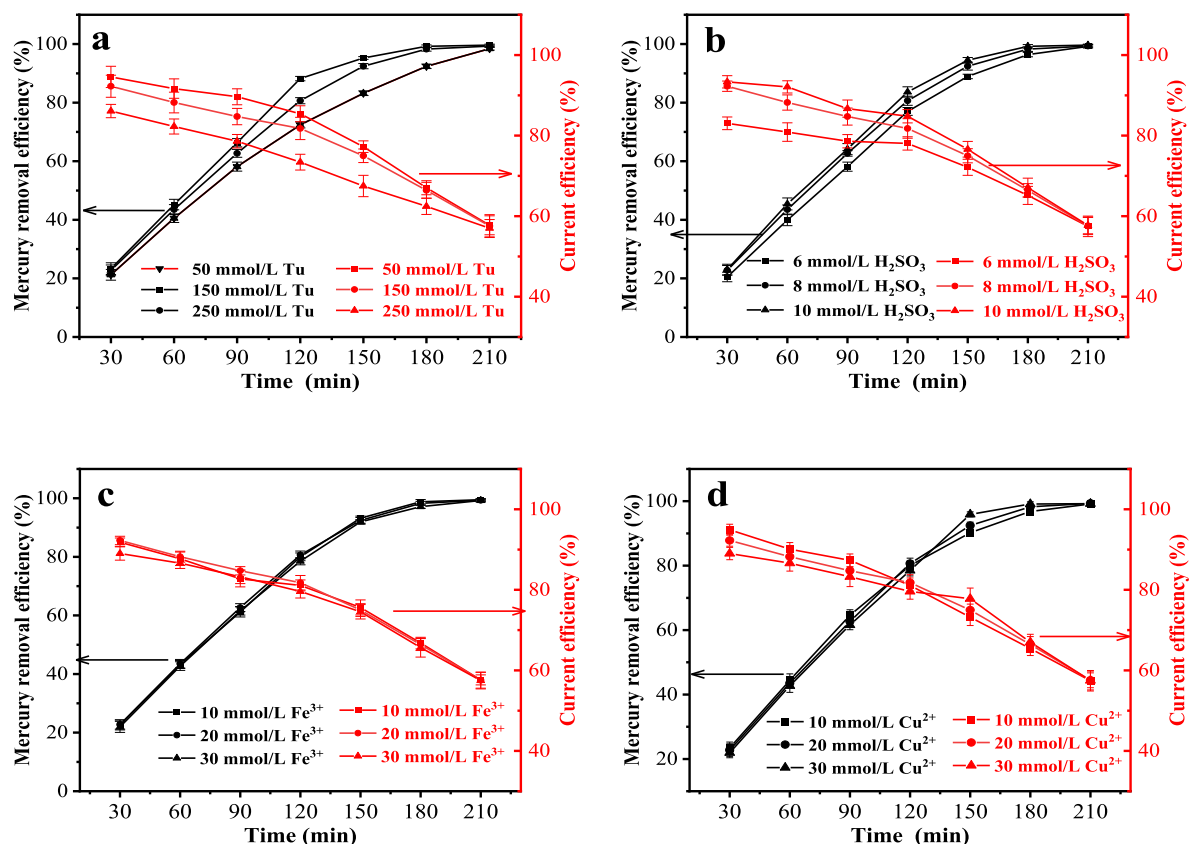 a
Mercury removal efficiency (%)
100
80
60
40
20
0
50 mmol/L Tu
150 mmol/L Tu
250 mmol/L Tu
50 mmol/L Tu
150 mmol/L Tu
250 mmol/L Tu
100
80
60
40
Current efficiency (%)
30 60 90 120 150 180 210
Time (min)
b
Mercury removal efficiency (%)
100
80
60
40
20
0
6 mmol/L H₂SO₃
8 mmol/L H₂SO₃
10 mmol/L H₂SO₃
6 mmol/L H₂SO₃
8 mmol/L H₂SO₃
10 mmol/L H₂SO₃
100
80
60
40
Current efficiency (%)
30 60 90 120 150 180 210
Time (min)
c
Mercury removal efficiency (%)
100
80
60
40
20
0
10 mmol/L Fe³⁺
20 mmol/L Fe³⁺
30 mmol/L Fe³⁺
10 mmol/L Fe³⁺
20 mmol/L Fe³⁺
30 mmol/L Fe³⁺
100
80
60
40
Current efficiency (%)
30 60 90 120 150 180 210
Time (min)
d
Mercury removal efficiency (%)
100
80
60
40
20
10 mmol/L Cu²⁺
20 mmol/L Cu²⁺
30 mmol/L Cu²⁺
10 mmol/L Cu²⁺
20 mmol/L Cu²⁺
30 mmol/L Cu²⁺
100
80
60
40
Current efficiency (%)
30 60 90 120 150 180 210
Time (min)